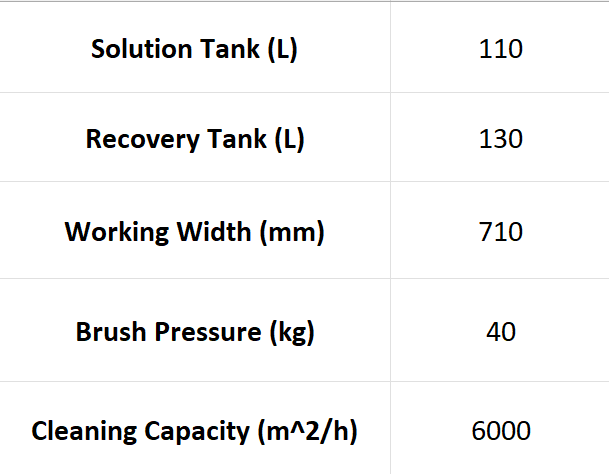 Solution Tank (L) 110
Recovery Tank (L) 130
Working Width (mm) 710
Brush Pressure (kg) 40
Cleaning Capacity (m^2/h) 6000